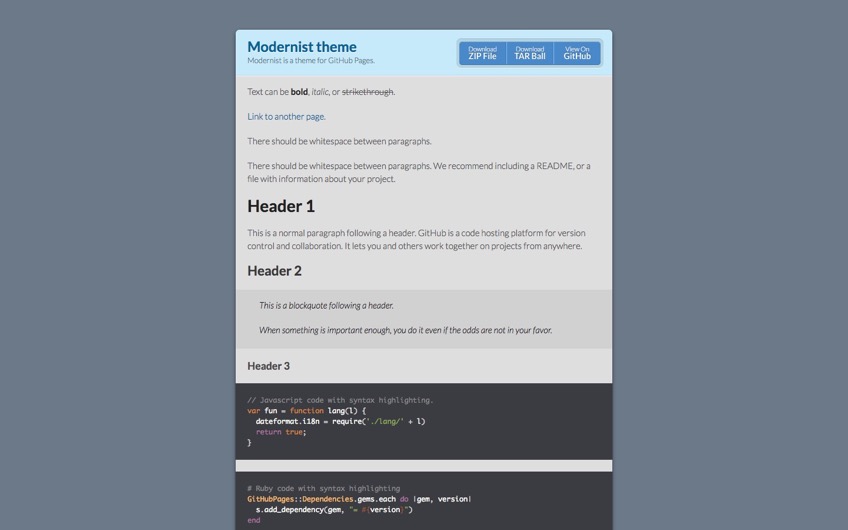 Modernist theme
Modernist is a theme for GitHub Pages.
Download
ZIP File
Download
TAR Ball
View On
GitHub
Text can be bold, italic, or strikethrough.
Link to another page.
There should be whitespace between paragraphs.
There should be whitespace between paragraphs. We recommend including a README, or a
file with information about your project.
Header 1
This is a normal paragraph following a header. GitHub is a code hosting platform for version
control and collaboration. It lets you and others work together on projects from anywhere.
Header 2
This is a blockquote following a header.
When something is important enough, you do it even if the odds are not in your favor.
Header 3
// Javascript code with syntax highlighting.
var fun = function lang(l) {
  dateformat.i18n = require('./lang/' + l)
  return true;
}
# Ruby code with syntax highlighting
GitHubPages::Dependencies.gems.each do |gem, version|
  s.add_dependency(gem, "= #{version}")
end